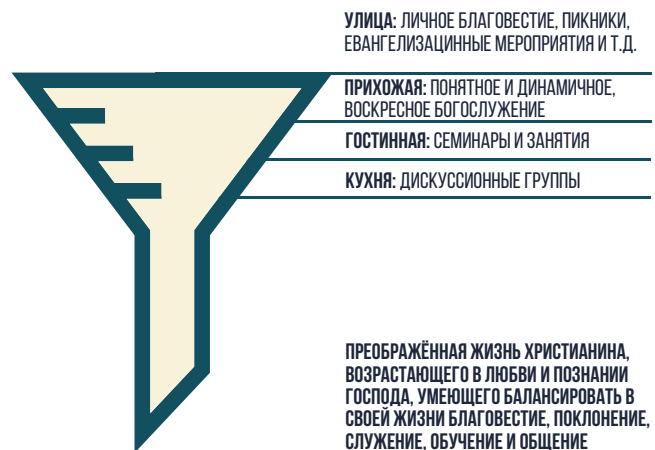 УЛИЦА: ЛИЧНОЕ БЛАГОВЕСТИЕ, ПИКНИКИ,
ЕВАНГЕЛИЗАЦИННЫЕ МЕРОПРИЯТИЯ И Т.Д.
ПРИХОЖАЯ: ПОНЯТНОЕ И ДИНАМИЧНОЕ,
ВОСКРЕСНОЕ БОГОСЛУЖЕНИЕ
ГОСТИННАЯ: СЕМИНАРЫ И ЗАНЯТИЯ
КУХНЯ: ДИСКУССИОННЫЕ ГРУППЫ
ПРЕОБРАЖЁННАЯ ЖИЗНЬ ХРИСТИАНИНА,
ВОЗРАСТАЮЩЕГО В ЛЮБВИ И ПОЗНАНИИ
ГОСПОДА, УМЕЮЩЕГО БАЛАНСИРОВАТЬ В
СВОЕЙ ЖИЗНИ БЛАГОВЕСТИЕ, ПОКЛОНЕНИЕ,
СЛУЖЕНИЕ, ОБУЧЕНИЕ И ОБЩЕНИЕ